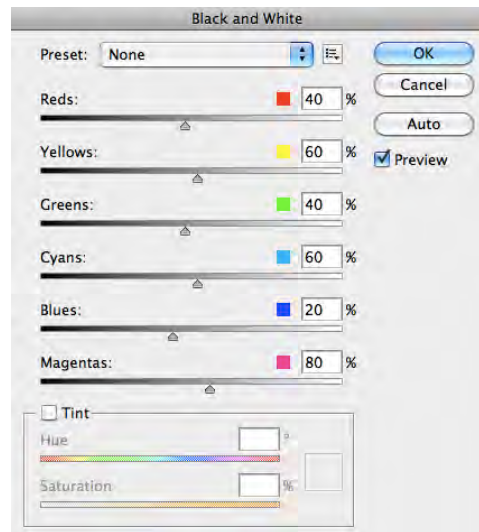 Black and White
Preset: None
OK
Cancel
Auto
Preview
Reds: 40 %
Yellows: 60 %
Greens: 40 %
Cyans: 60 %
Blues: 20 %
Magentas: 80 %
Tint
Hue °
Saturation %